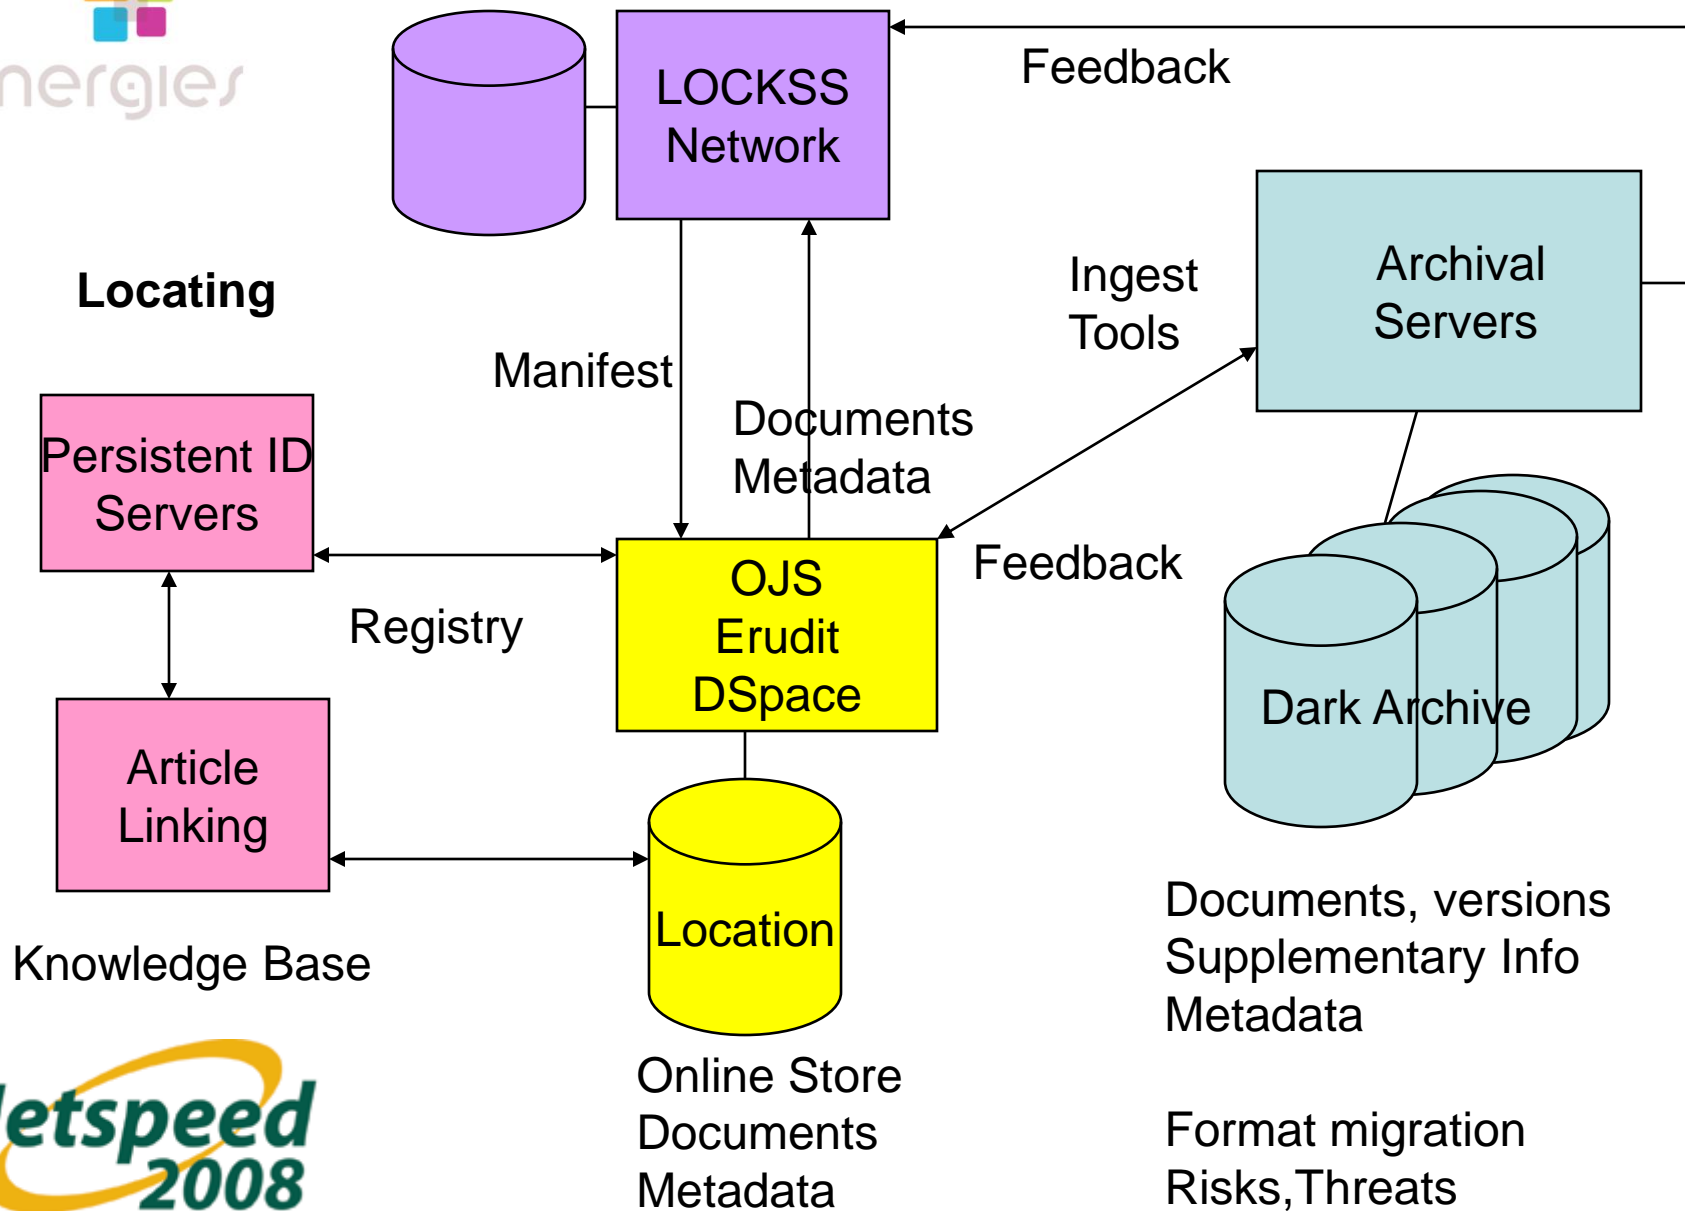 nergies
LOCKSS
Network
Feedback
Archival
Servers
Ingest
Tools
Locating
Manifest
Documents
Metadata
Persistent ID
Servers
Registry
OJS
Erudit
DSpace
Feedback
Dark Archive
Article
Linking
Location
Knowledge Base
Documents, versions
Supplementary Info
Metadata
Online Store
Documents
Metadata
Format migration
Risks,Threats
etspeed
2008